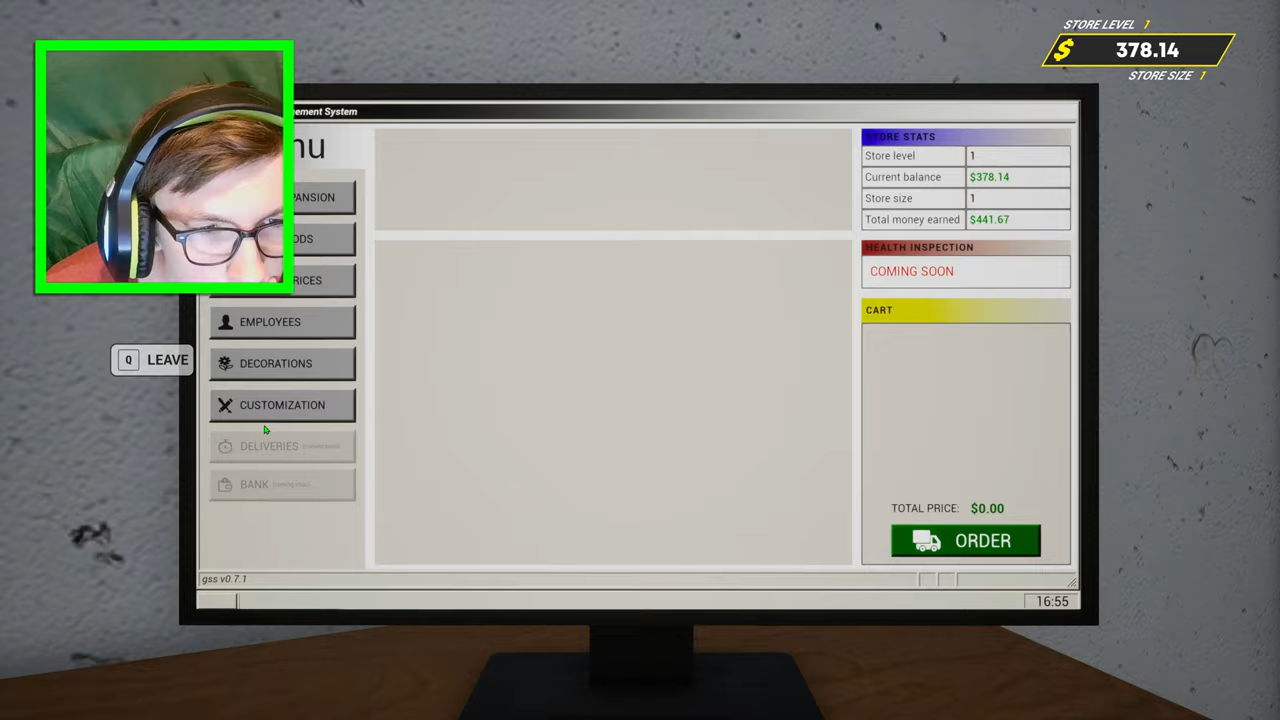 STORE LEVEL 1
$ 378.14
STORE SIZE 1
ement System
nu
STORE STATS
PANSION
Store level 1
Current balance $378.14
Store size 1
Total money earned $441.67
ODS
HEALTH INSPECTION
COMING SOON
RICES
CART
EMPLOYEES
Q LEAVE
DECORATIONS
CUSTOMIZATION
DELIVERIES
BANK
TOTAL PRICE: $0.00
ORDER
gss v0.7.1
16:55